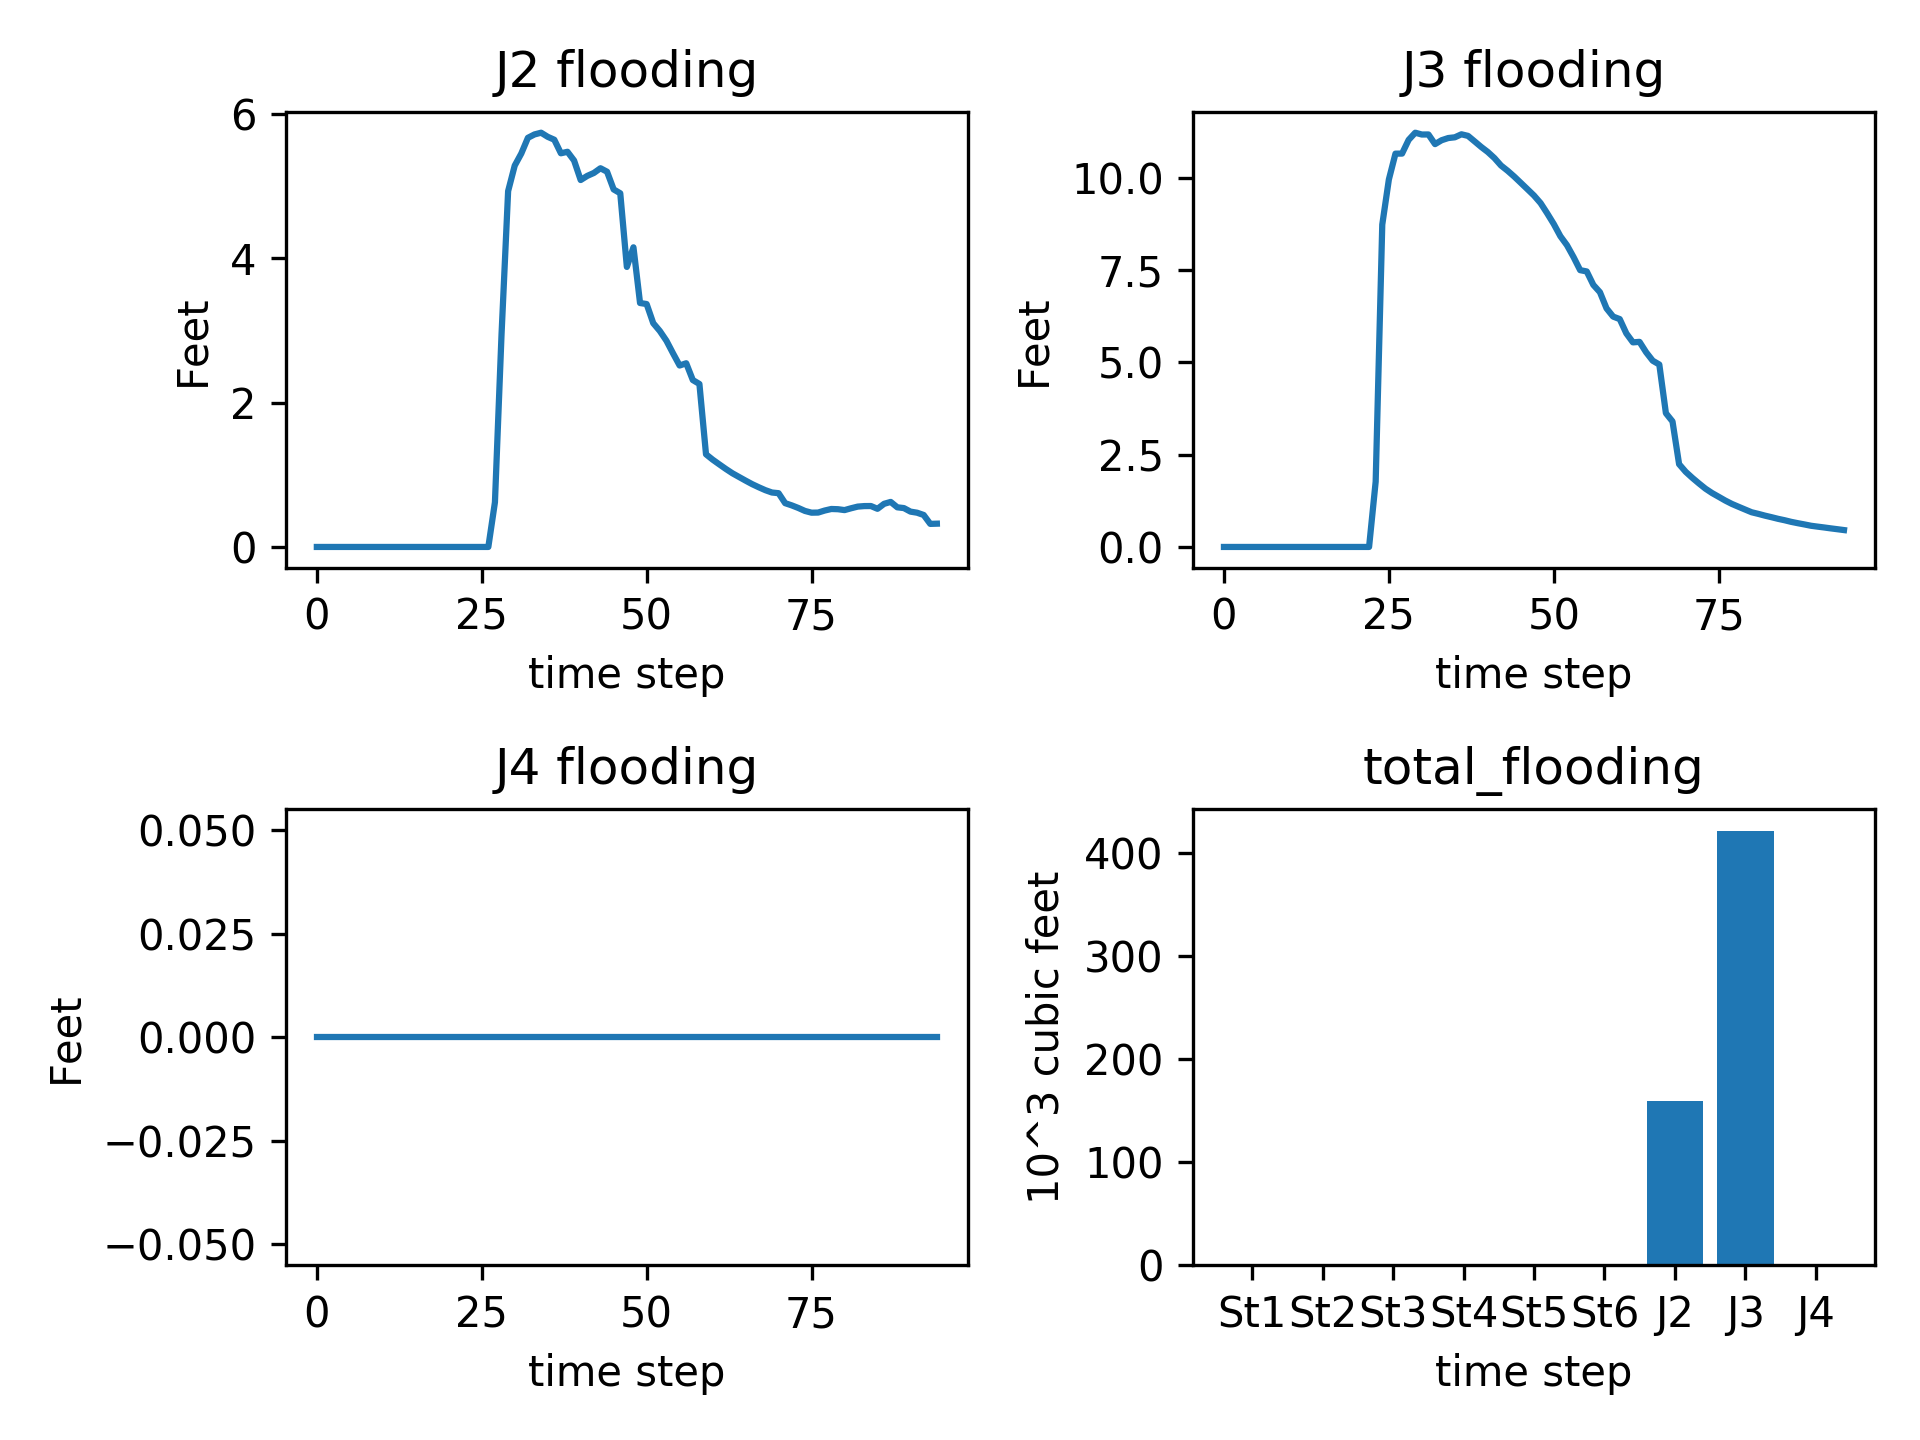 J2 flooding
6
4
2
0
Feet
0 25 50 75
time step
J3 flooding
10.0
7.5
5.0
2.5
0.0
Feet
0 25 50 75
time step
J4 flooding
0.050
0.025
0.000
−0.025
−0.050
Feet
0 25 50 75
time step
total_flooding
400
300
200
100
0
10^3 cubic feet
St1 St2 St3 St4 St5 St6 J2 J3 J4
time step